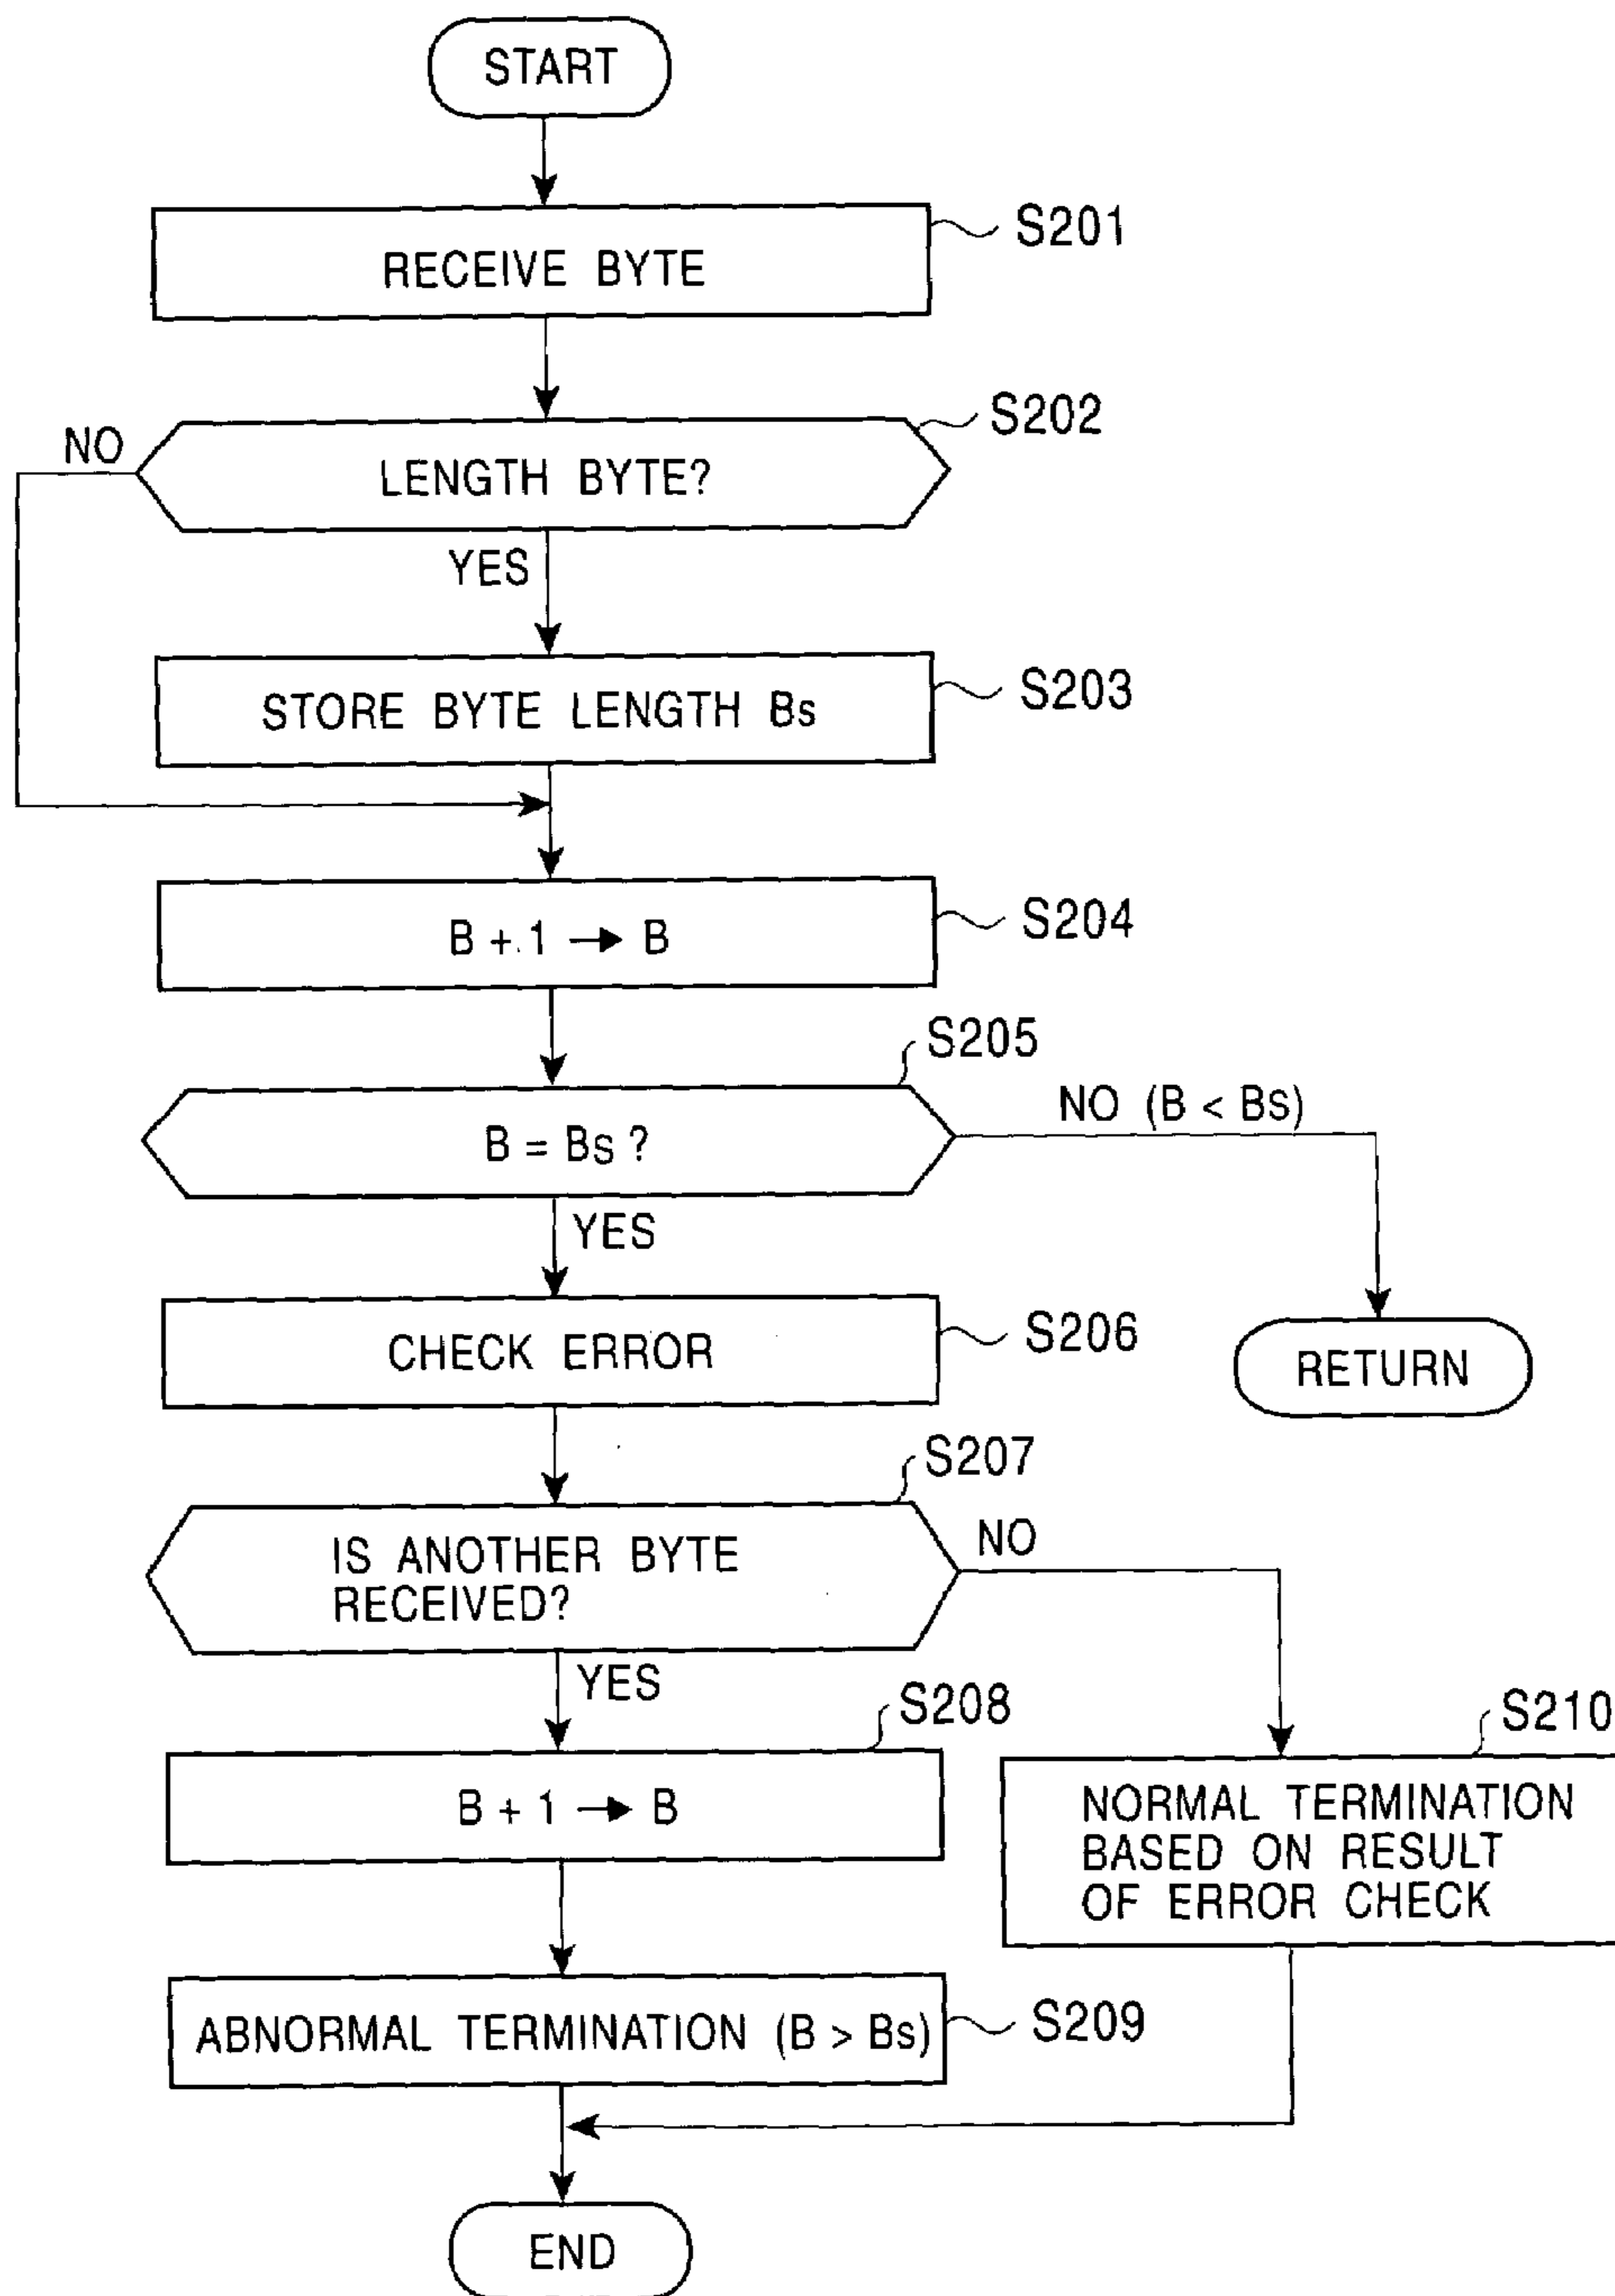 START
RECEIVE BYTE
S201
LENGTH BYTE?
S202
NO
YES
STORE BYTE LENGTH Bs
S203
B + 1 → B
S204
B = Bs ?
S205
NO (B < Bs)
YES
RETURN
CHECK ERROR
S206
IS ANOTHER BYTE
RECEIVED?
S207
NO
YES
B + 1 → B
S208
NORMAL TERMINATION
BASED ON RESULT
OF ERROR CHECK
S210
ABNORMAL TERMINATION (B > Bs)
S209
END